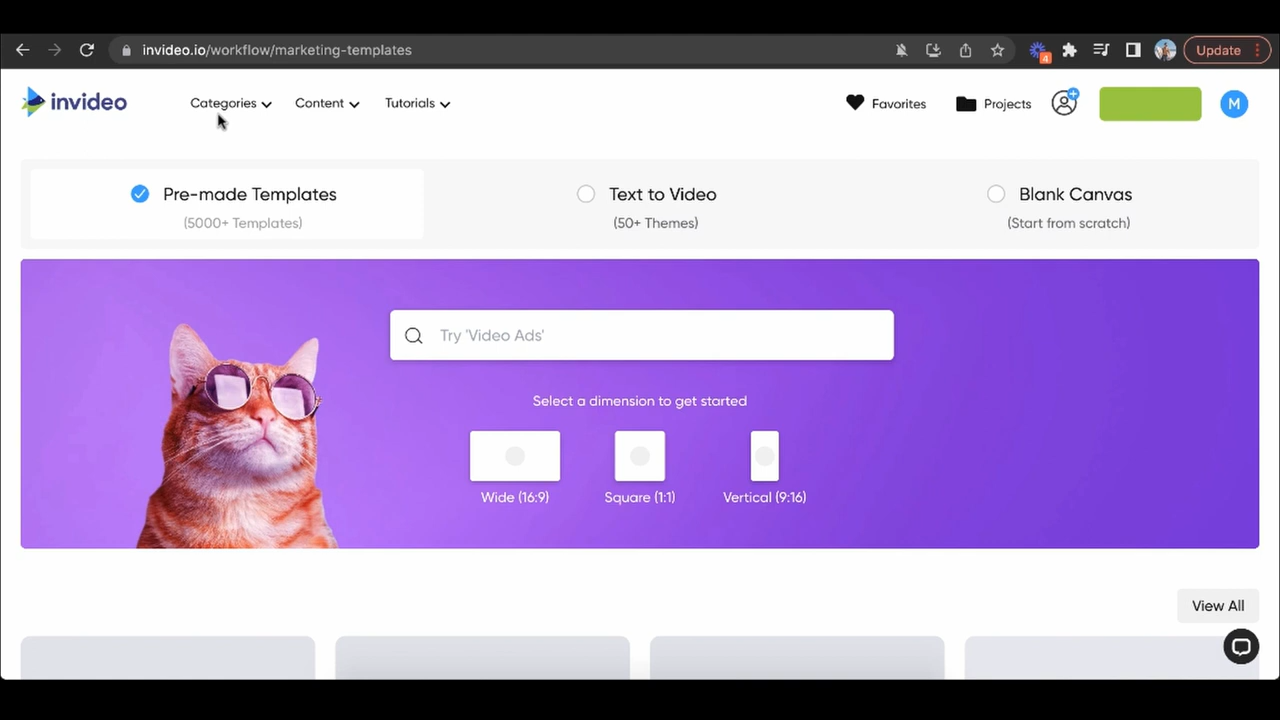 invideo.io/workflow/marketing-templates
4
Update
invideo
Categories
Content
Tutorials
Favorites
Projects
M
Pre-made Templates
(5000+ Templates)
Text to Video
(50+ Themes)
Blank Canvas
(Start from scratch)
Try 'Video Ads'
Select a dimension to get started
Wide (16:9)
Square (1:1)
Vertical (9:16)
View All